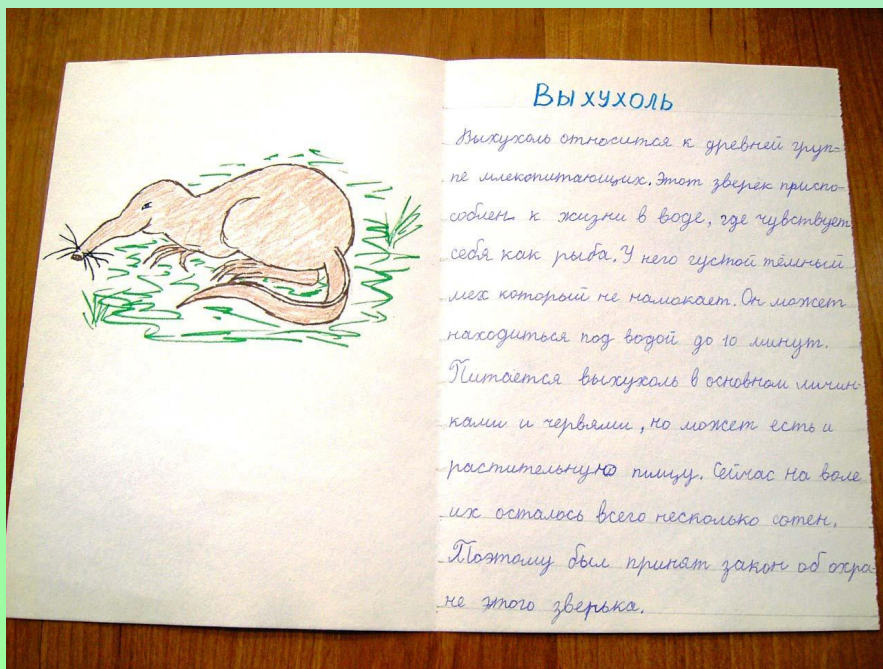 Выхухоль
Выхухоль относится к древней груп-
пе млекопитающих. Этот зверек приспо-
соблен к жизни в воде, где чувствует
себя как рыба. У него густой тёмный
мех который не намокает. Он может
находиться под водой до 10 минут.
Питается выхухоль в основном личин-
ками и червями, но может есть и
растительную пищу. Сейчас на воле
их осталось всего несколько сотен.
Поэтому был принят закон об охра-
не этого зверька.